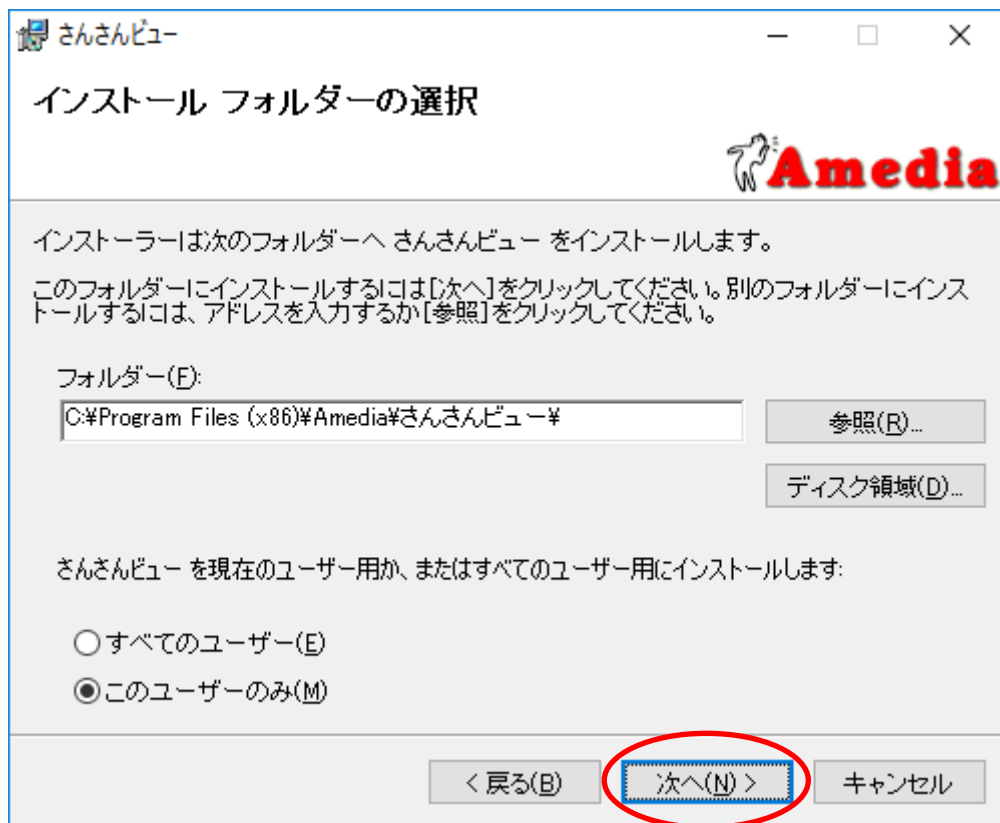 さんさんビュー
インストール フォルダーの選択
Amedia
インストーラーは次のフォルダーへ さんさんビュー をインストールします。
このフォルダーにインストールするには[次へ]をクリックしてください。別のフォルダーにインス
トールするには、アドレスを入力するか[参照]をクリックしてください。
フォルダー(F):
C:¥Program Files (x86)¥Amedia¥さんさんビュー¥
参照(R)...
ディスク領域(D)...
さんさんビュー を現在のユーザー用か、またはすべてのユーザー用にインストールします:
すべてのユーザー(E)
このユーザーのみ(M)
< 戻る(B)
次へ(N) >
キャンセル